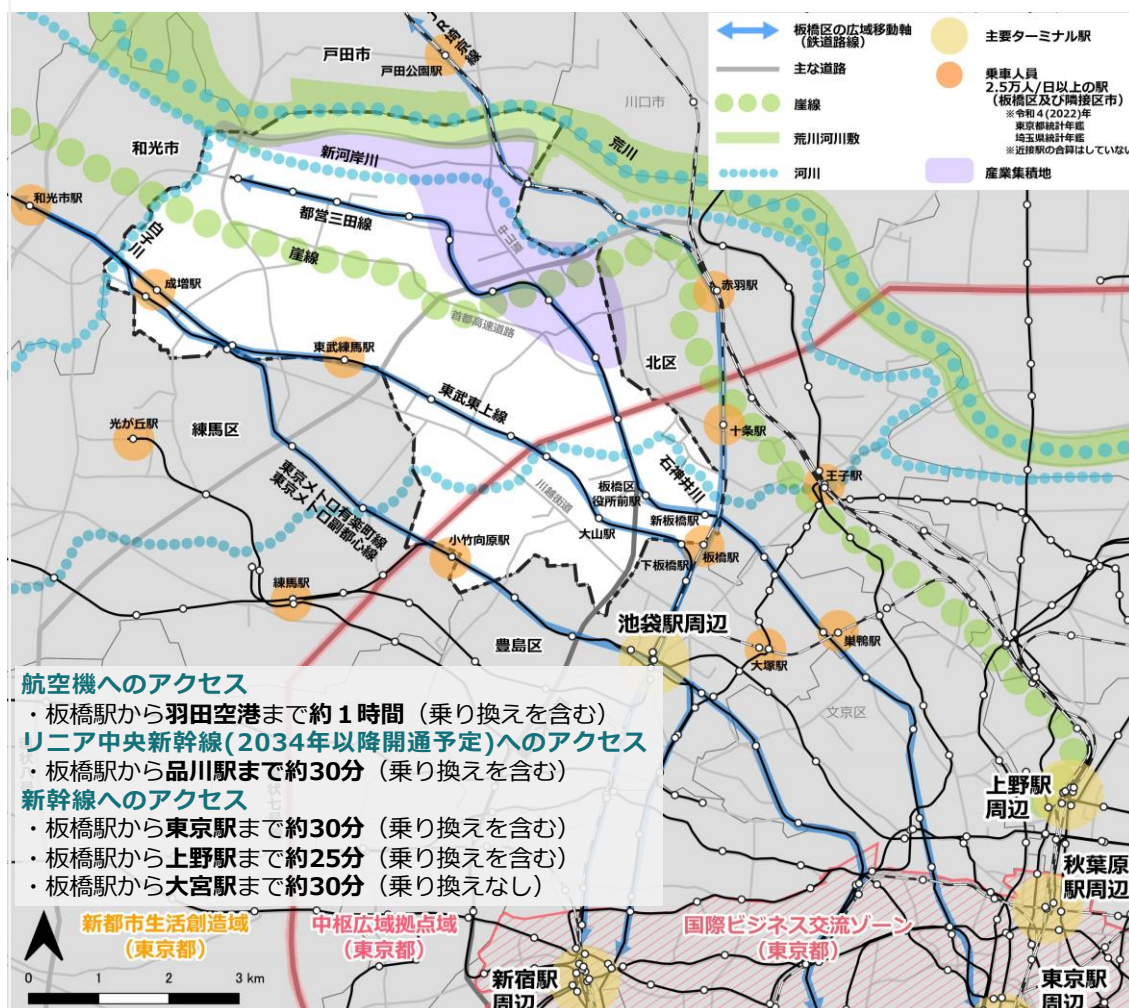 板橋区の広域移動軸
(鉄道路線)
主な道路
崖線
荒川河川敷
河川
主要ターミナル駅
乗車人員
2.5万人/日以上の駅
(板橋区及び隣接区市)
※令和4(2022)年
東京都統計年鑑
埼玉県統計年鑑
※近接駅の合算はしていない
産業集積地
JR埼京線
戸田市
戸田公園駅
川口市
荒川
和光市
新河岸川
和光市駅
白子川
都営三田線
中山道
崖線
成増駅
赤羽駅
首都高速道路
東武練馬駅
北区
東武東上線
光が丘駅
練馬区
十条駅
東京メトロ有楽町線
東京メトロ副都心線
石神井川
板橋区
役所前駅
川越街道
王子駅
新板橋駅
大山駅
小竹向原駅
下板橋駅
板橋駅
練馬駅
池袋駅周辺
豊島区
大塚駅
巣鴨駅
文京区
航空機へのアクセス
・板橋駅から羽田空港まで約1時間(乗り換えを含む)
リニア中央新幹線(2034年以降開通予定)へのアクセス
・板橋駅から品川駅まで約30分(乗り換えを含む)
新幹線へのアクセス
・板橋駅から東京駅まで約30分(乗り換えを含む)
・板橋駅から上野駅まで約25分(乗り換えを含む)
・板橋駅から大宮駅まで約30分(乗り換えなし)
上野駅
周辺
秋葉原
駅周辺
新都市生活創造域
(東京都)
中枢広域拠点域
(東京都)
国際ビジネス交流ゾーン
(東京都)
新宿駅
周辺
東京駅
周辺
0 1 2 3 km